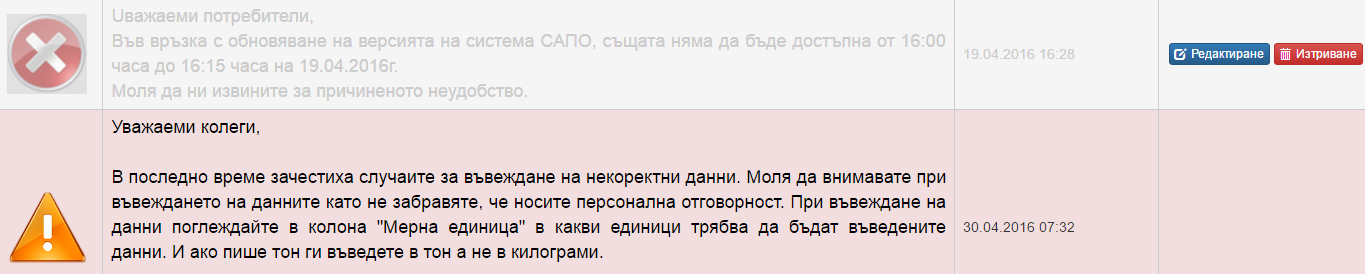 Uважаеми потребители,
Във връзка с обновяване на версията на система САПО, същата няма да бъде достъпна от 16:00
часа до 16:15 часа на 19.04.2016г.
Моля да ни извините за причиненото неудобство.
19.04.2016 16:28
Редактиране
Изтриване
Уважаеми колеги,
В последно време зачестиха случаите за въвеждане на некоректни данни. Моля да внимавате при
въвеждането на данните като не забравяте, че носите персонална отговорност. При въвеждане на
данни поглеждайте в колона "Мерна единица" в какви единици трябва да бъдат въведените
данни. И ако пише тон ги въведете в тон а не в килограми.
30.04.2016 07:32